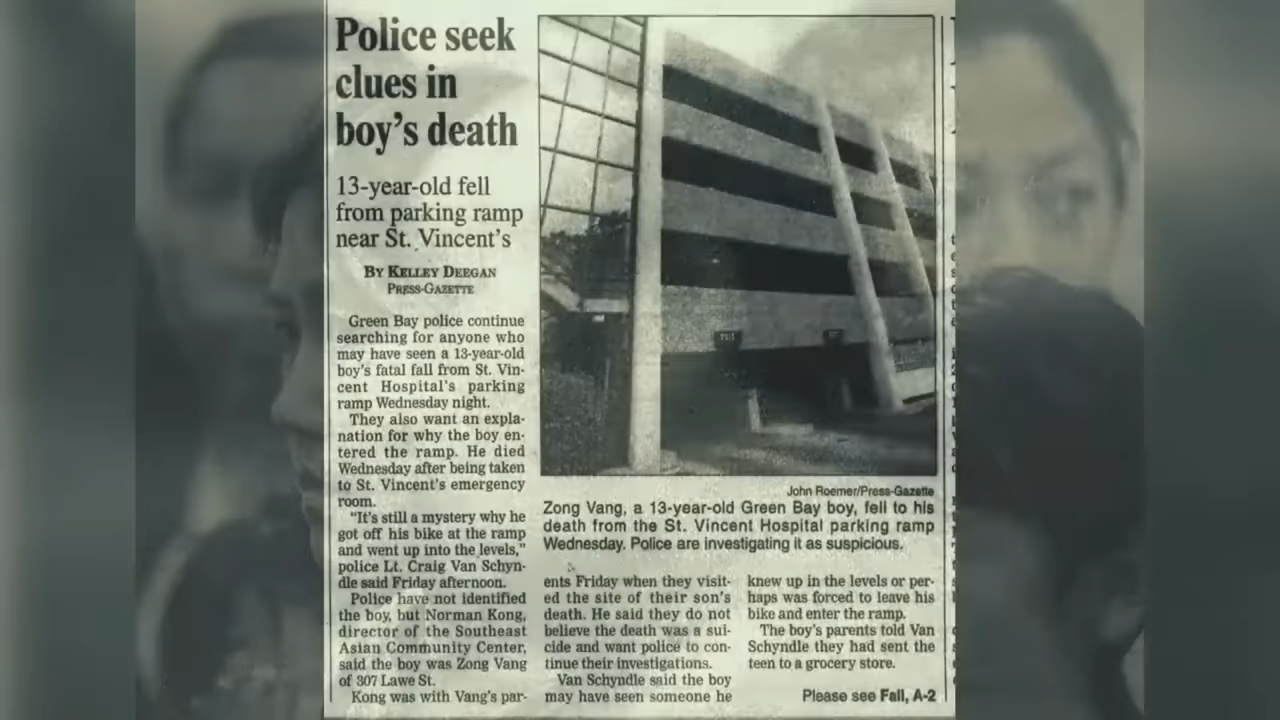 Police seek
clues in
boy's death
13-year-old fell
from parking ramp
near St. Vincent's
BY KELLEY DEEGAN
PRESS-GAZETTE
Green Bay police continue
searching for anyone who
may have seen a 13-year-old
boy's fatal fall from St. Vin-
cent Hospital's parking
ramp Wednesday night.
They also want an expla-
nation for why the boy en-
tered the ramp. He died
Wednesday after being taken
to St. Vincent's emergency
room.
"It's still a mystery why he
got off his bike at the ramp
and went up into the levels,"
police Lt. Craig Van Schyn-
dle said Friday afternoon.
Police have not identified
the boy, but Norman Kong,
director of the Southeast
Asian Community Center,
said the boy was Zong Vang
of 307 Lawe St.
Kong was with Vang's par-
John Roemer/Press-Gazette
Zong Vang, a 13-year-old Green Bay boy, fell to his
death from the St. Vincent Hospital parking ramp
Wednesday. Police are investigating it as suspicious.
ents Friday when they visit-
ed the site of their son's
death. He said they do not
believe the death was a sui-
cide and want police to con-
tinue their investigations.
Van Schyndle said the boy
may have seen someone he
knew up in the levels or per-
haps was forced to leave his
bike and enter the ramp.
The boy's parents told Van
Schyndle they had sent the
teen to a grocery store.
Please see Fall, A-2